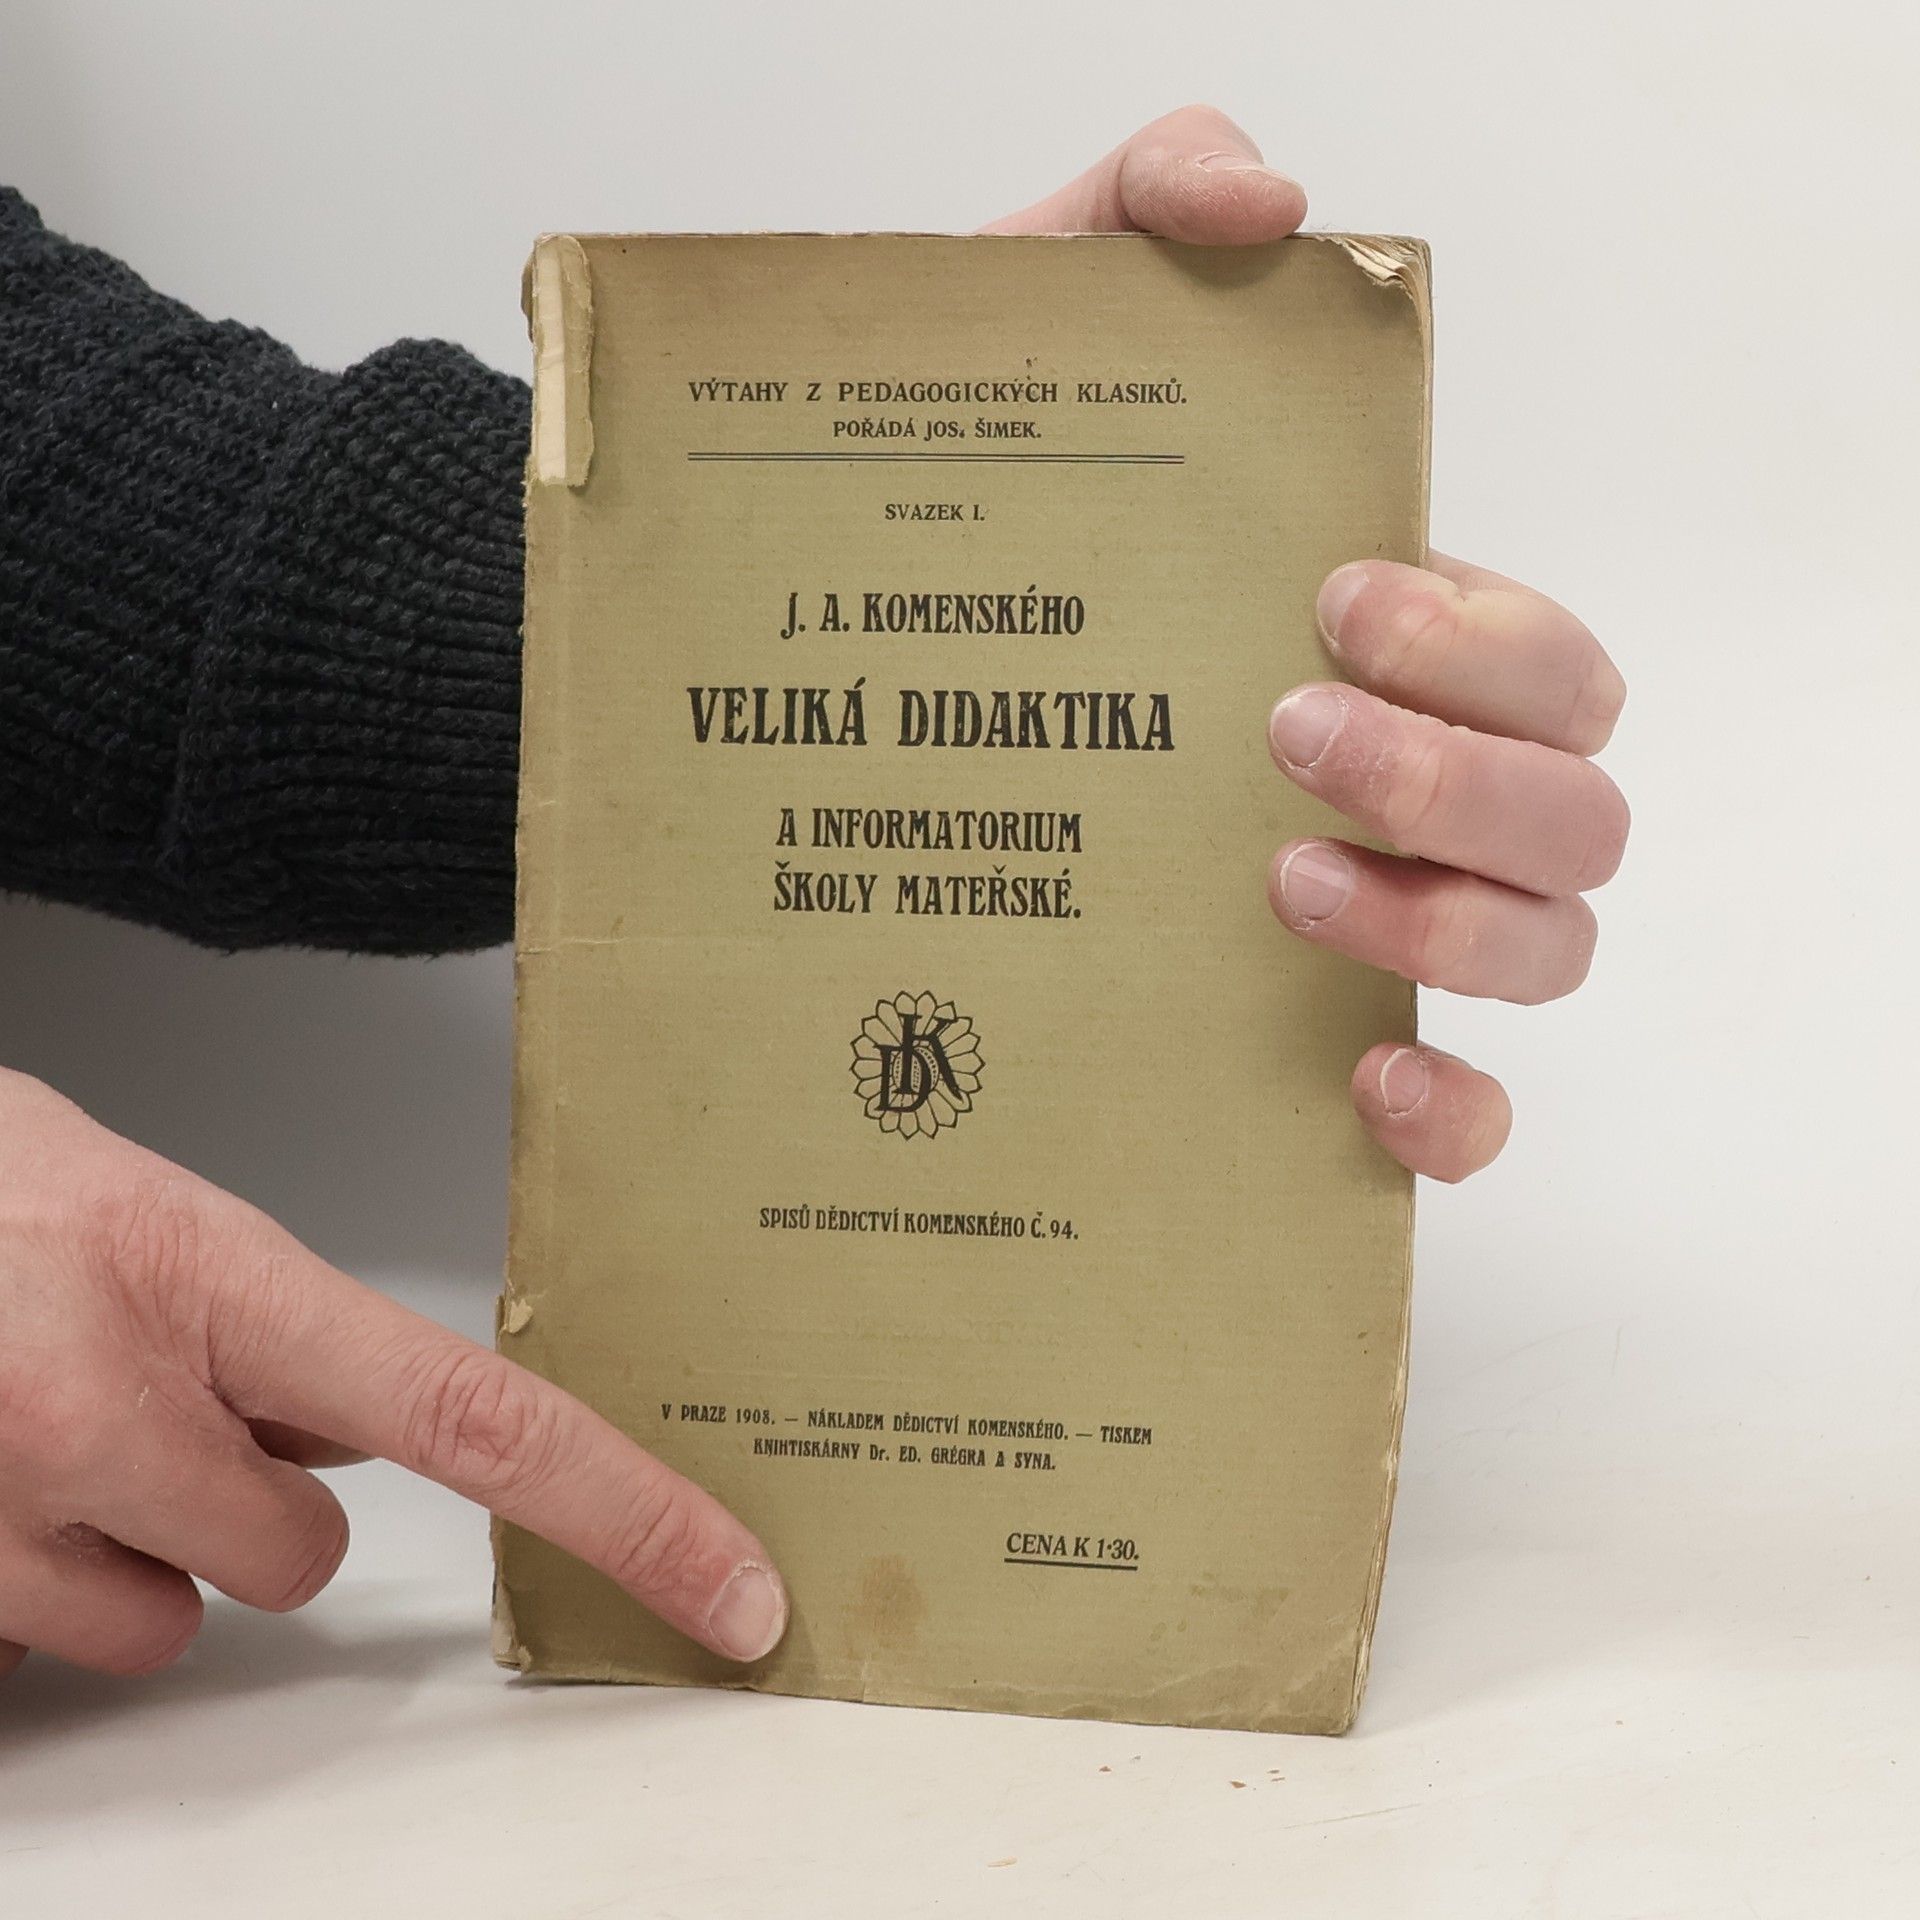 VÝTAHY Z PEDAGOGICKÝCH KLASIKŮ.
POŘÁDÁ JOS. ŠIMEK.
SVAZEK I.
J. A. KOMENSKÉHO
VELIKÁ DIDAKTIKA
A INFORMATORIUM
ŠKOLY MATEŘSKÉ.
DK
SPISŮ DĚDICTVÍ KOMENSKÉHO Č. 94.
V PRAZE 1908. — NÁKLADEM DĚDICTVÍ KOMENSKÉHO. — TISKEM
KNIHTISKÁRNY Dr. ED. GRÉGRA A SYNA.
CENA K 1·30.